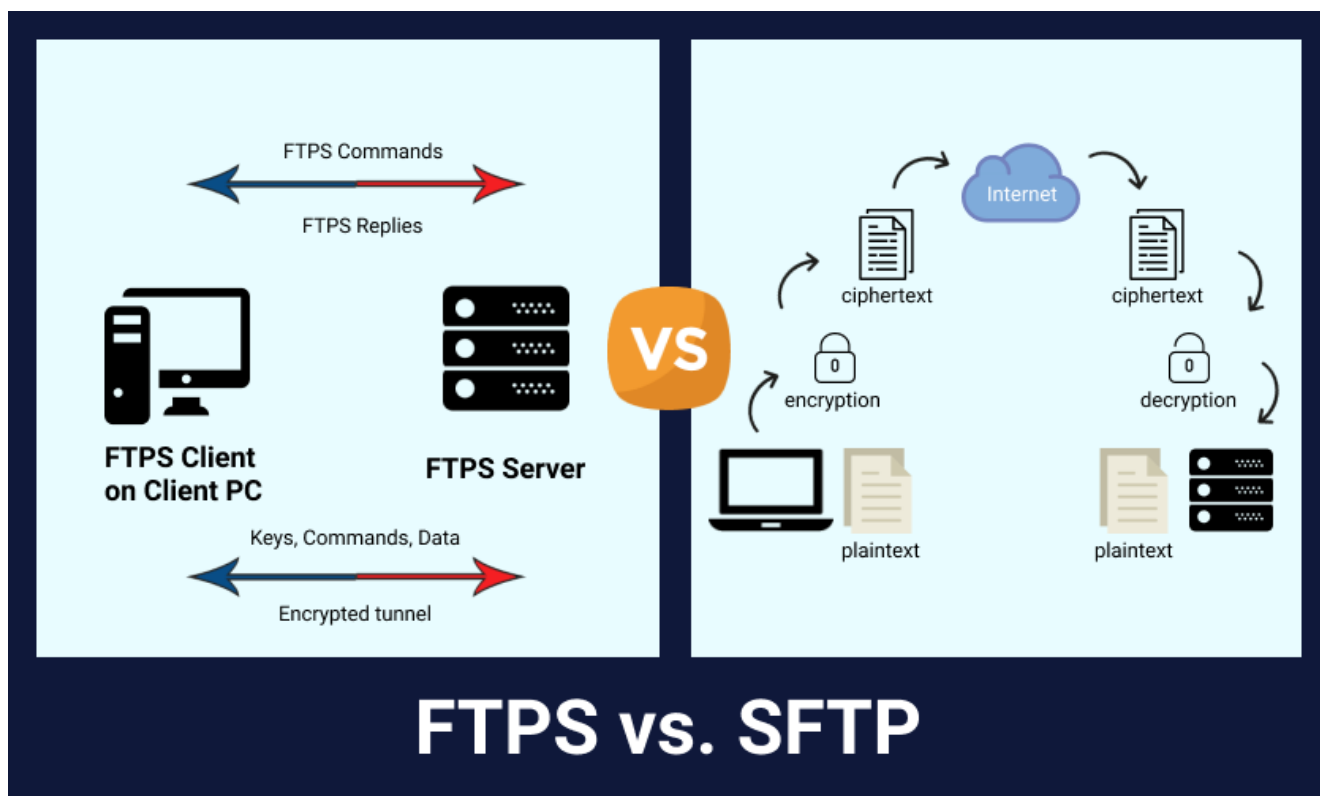 FTPS Commands
FTPS Replies
FTPS Client
on Client PC
FTPS Server
Keys, Commands, Data
Encrypted tunnel
VS
Internet
ciphertext
ciphertext
0
encryption
0
decryption
plaintext
plaintext
FTPS vs. SFTP